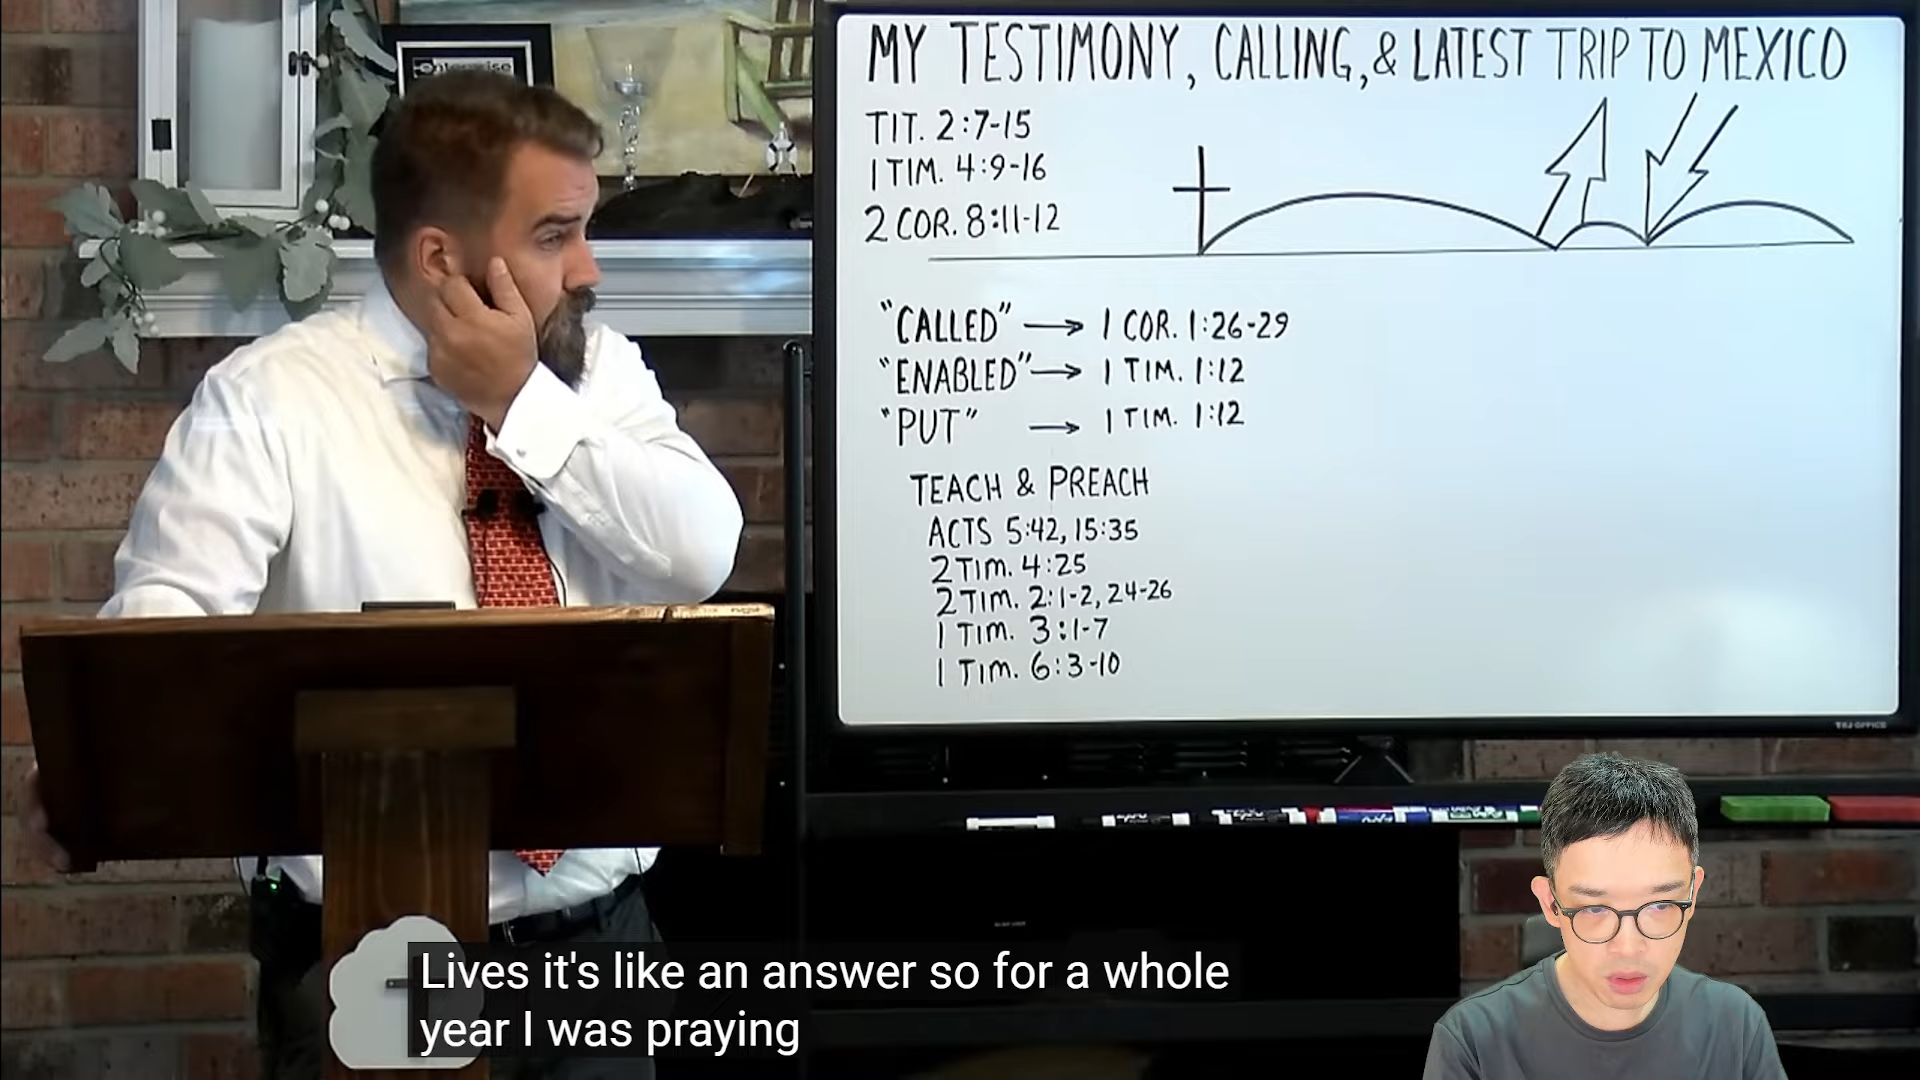 enterprise
MY TESTIMONY, CALLING, & LATEST TRIP TO MEXICO
TIT. 2:7-15
1 TIM. 4:9-16
2 COR. 8:11-12
"CALLED" → 1 COR. 1:26-29
"ENABLED" → 1 TIM. 1:12
"PUT" → 1 TIM. 1:12
TEACH & PREACH
ACTS 5:42, 15:35
2 TIM. 4:25
2 TIM. 2:1-2, 24-26
1 TIM. 3:1-7
1 TIM. 6:3-10
Lives it's like an answer so for a whole
year I was praying